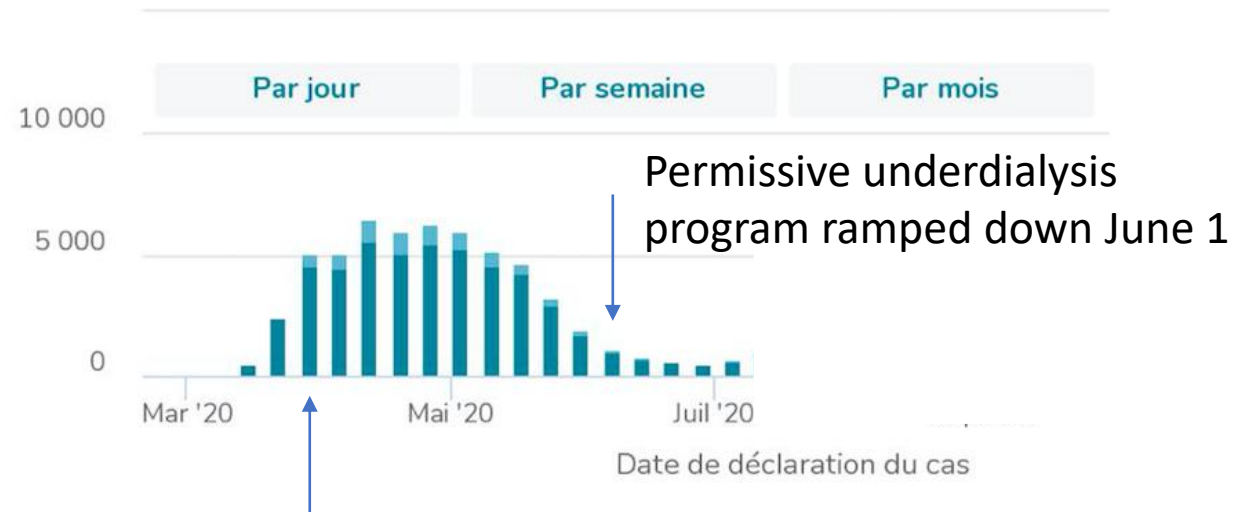 Par jour Par semaine Par mois
10 000
Permissive underdialysis
program ramped down June 1
5 000
0
Mar '20 Mai '20 Juil '20
Date de déclaration du cas